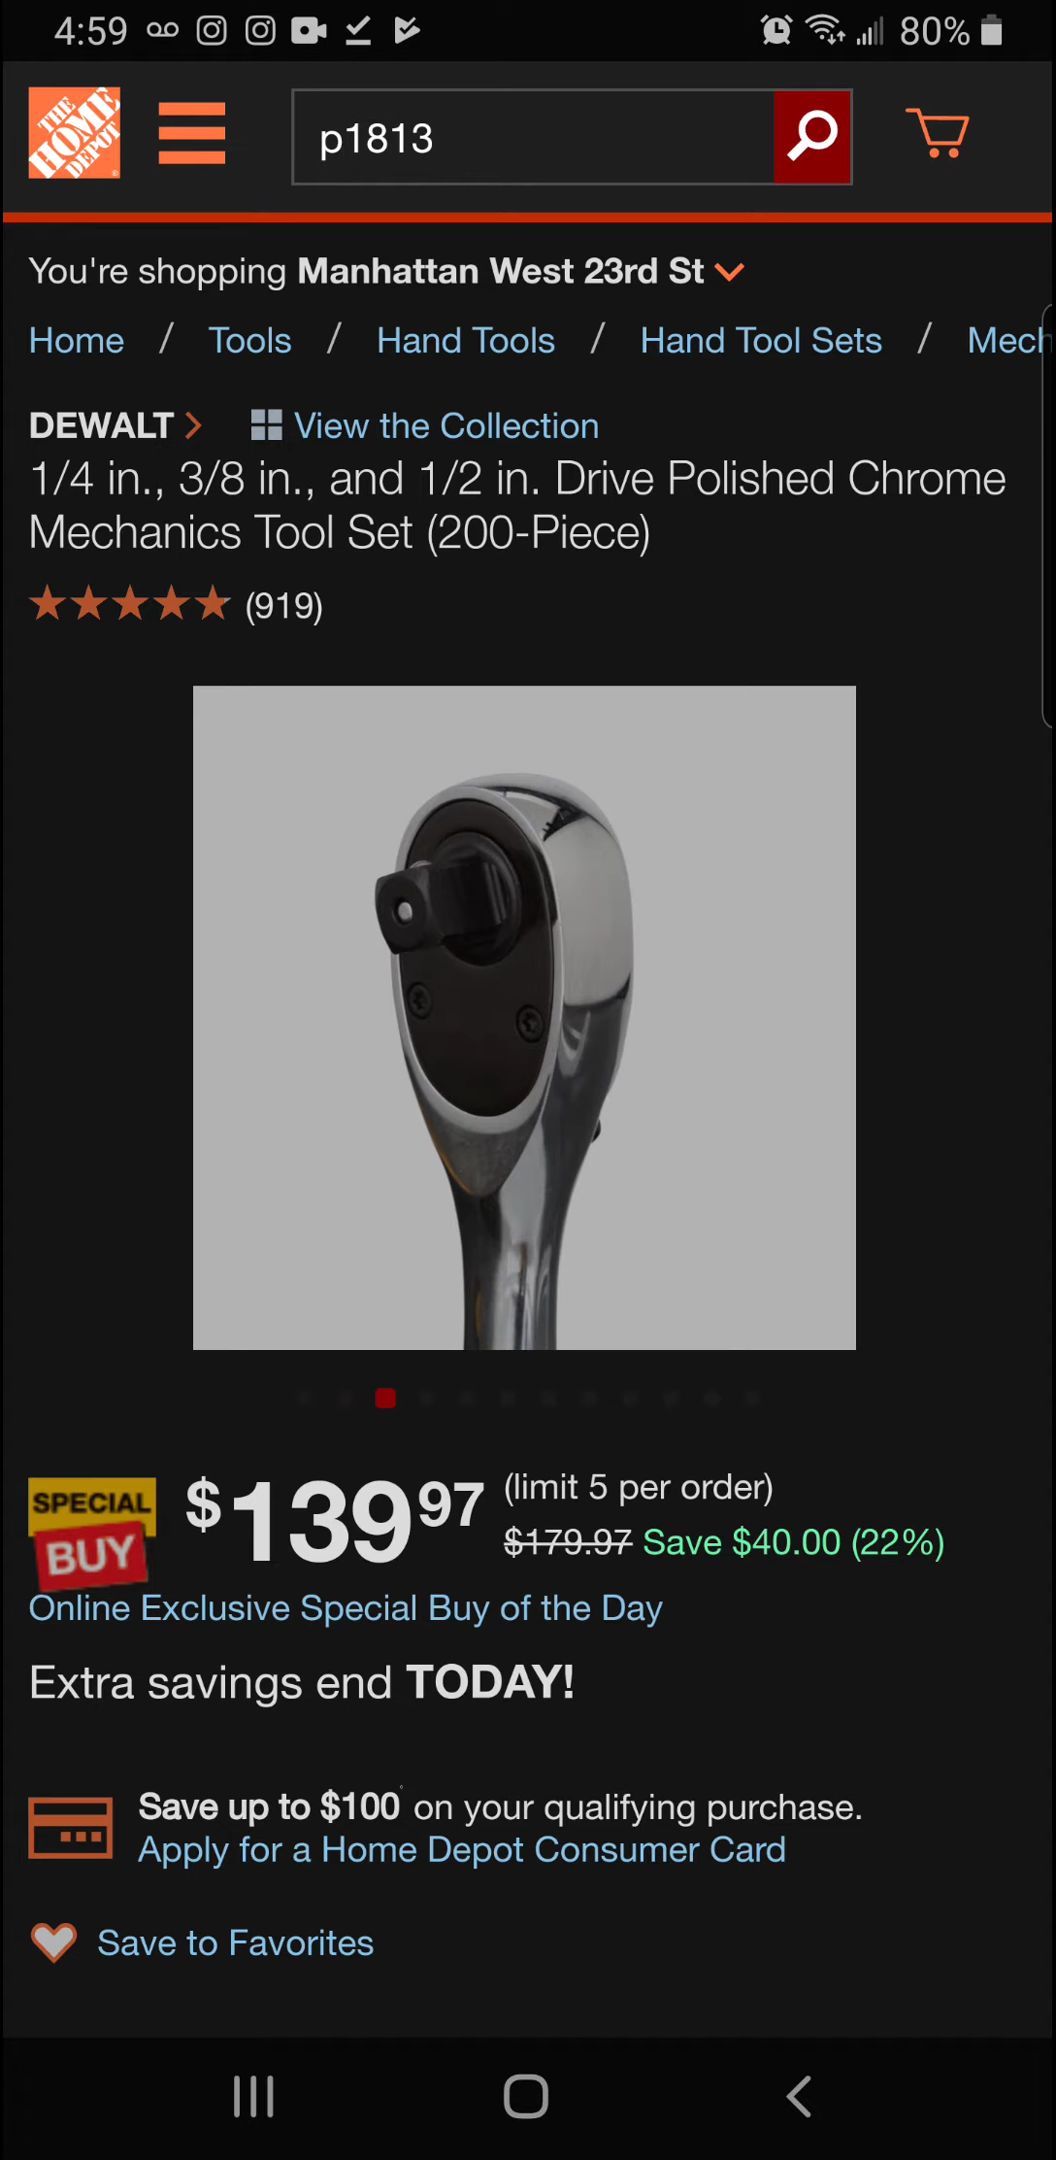 4:59 80%
THE HOME DEPOT
p1813
You're shopping Manhattan West 23rd St
Home / Tools / Hand Tools / Hand Tool Sets / Mech
DEWALT View the Collection
1/4 in., 3/8 in., and 1/2 in. Drive Polished Chrome
Mechanics Tool Set (200-Piece)
(919)
SPECIAL
BUY
$139 97
(limit 5 per order)
$179.97 Save $40.00 (22%)
Online Exclusive Special Buy of the Day
Extra savings end TODAY!
Save up to $100 on your qualifying purchase.
Apply for a Home Depot Consumer Card
Save to Favorites